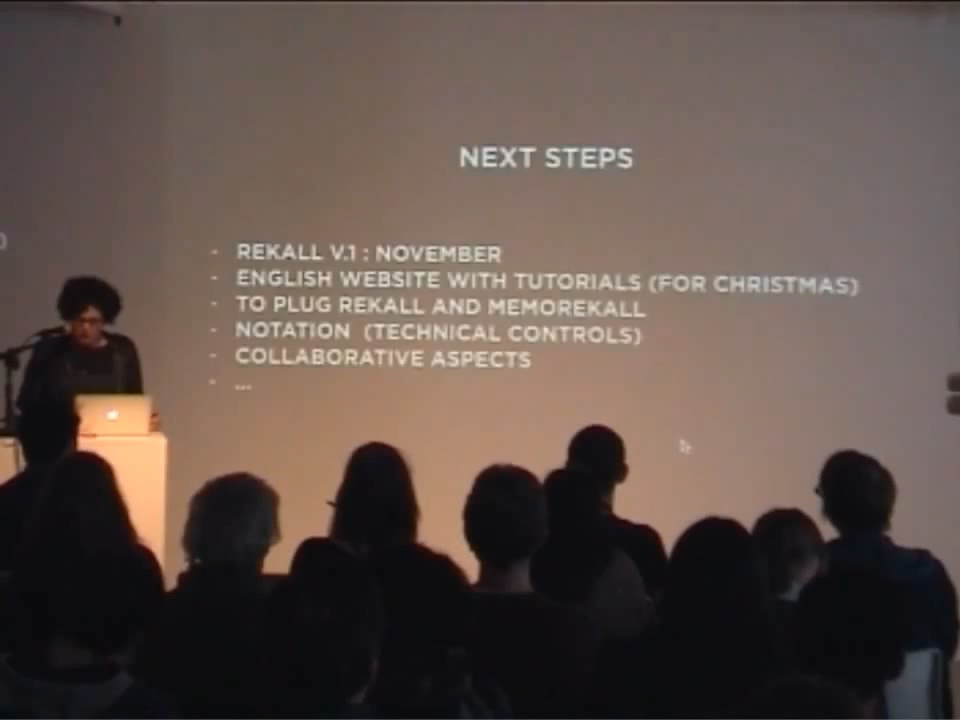 NEXT STEPS
- REKALL V.1 : NOVEMBER
- ENGLISH WEBSITE WITH TUTORIALS (FOR CHRISTMAS)
- TO PLUG REKALL AND MEMOREKALL
- NOTATION (TECHNICAL CONTROLS)
- COLLABORATIVE ASPECTS
- ...